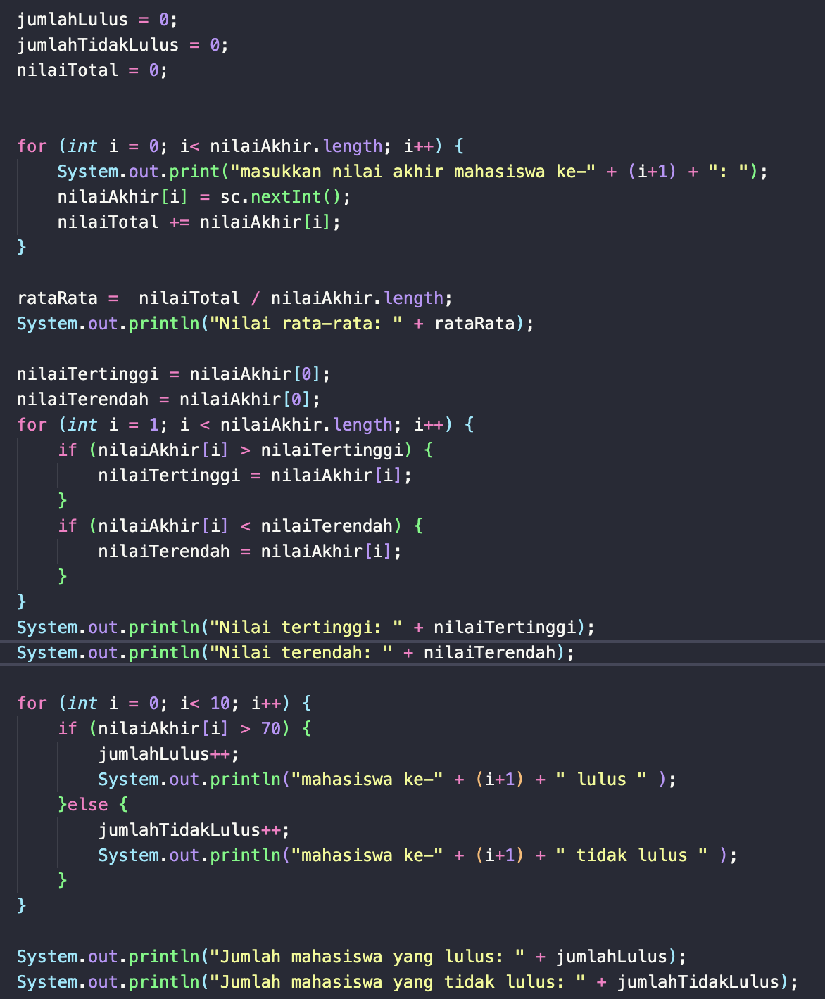 jumlahLulus = 0;
jumlahTidakLulus = 0;
nilaiTotal = 0;
for (int i = 0; i< nilaiAkhir.length; i++) {
System.out.print("masukkan nilai akhir mahasiswa ke-" + (i+1) + ": ");
nilaiAkhir[i] = sc.nextInt();
nilaiTotal += nilaiAkhir[i];
}
rataRata =  nilaiTotal / nilaiAkhir.length;
System.out.println("Nilai rata-rata: " + rataRata);
nilaiTertinggi = nilaiAkhir[0];
nilaiTerendah = nilaiAkhir[0];
for (int i = 1; i < nilaiAkhir.length; i++) {
if (nilaiAkhir[i] > nilaiTertinggi) {
nilaiTertinggi = nilaiAkhir[i];
}
if (nilaiAkhir[i] < nilaiTerendah) {
nilaiTerendah = nilaiAkhir[i];
}
}
System.out.println("Nilai tertinggi: " + nilaiTertinggi);
System.out.println("Nilai terendah: " + nilaiTerendah);
for (int i = 0; i< 10; i++) {
if (nilaiAkhir[i] > 70) {
jumlahLulus++;
System.out.println("mahasiswa ke-" + (i+1) + " lulus " );
}else {
jumlahTidakLulus++;
System.out.println("mahasiswa ke-" + (i+1) + " tidak lulus " );
}
}
System.out.println("Jumlah mahasiswa yang lulus: " + jumlahLulus);
System.out.println("Jumlah mahasiswa yang tidak lulus: " + jumlahTidakLulus);